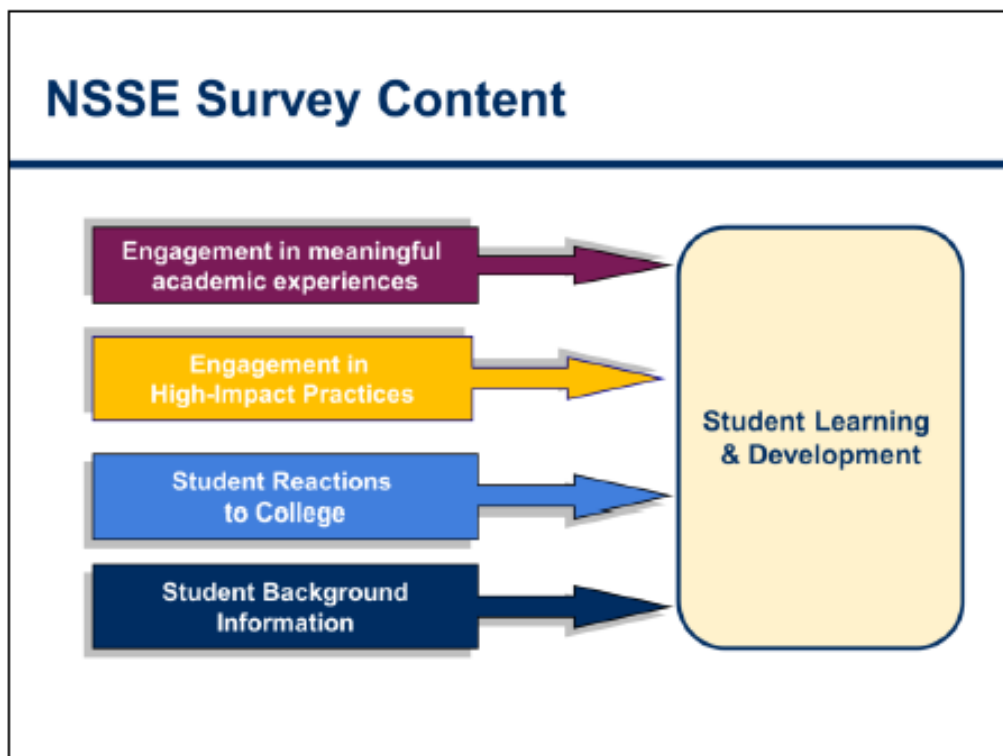 NSSE Survey Content
Engagement in meaningful
academic experiences
Engagement in
High-Impact Practices
Student Reactions
to College
Student Background
Information
Student Learning
& Development